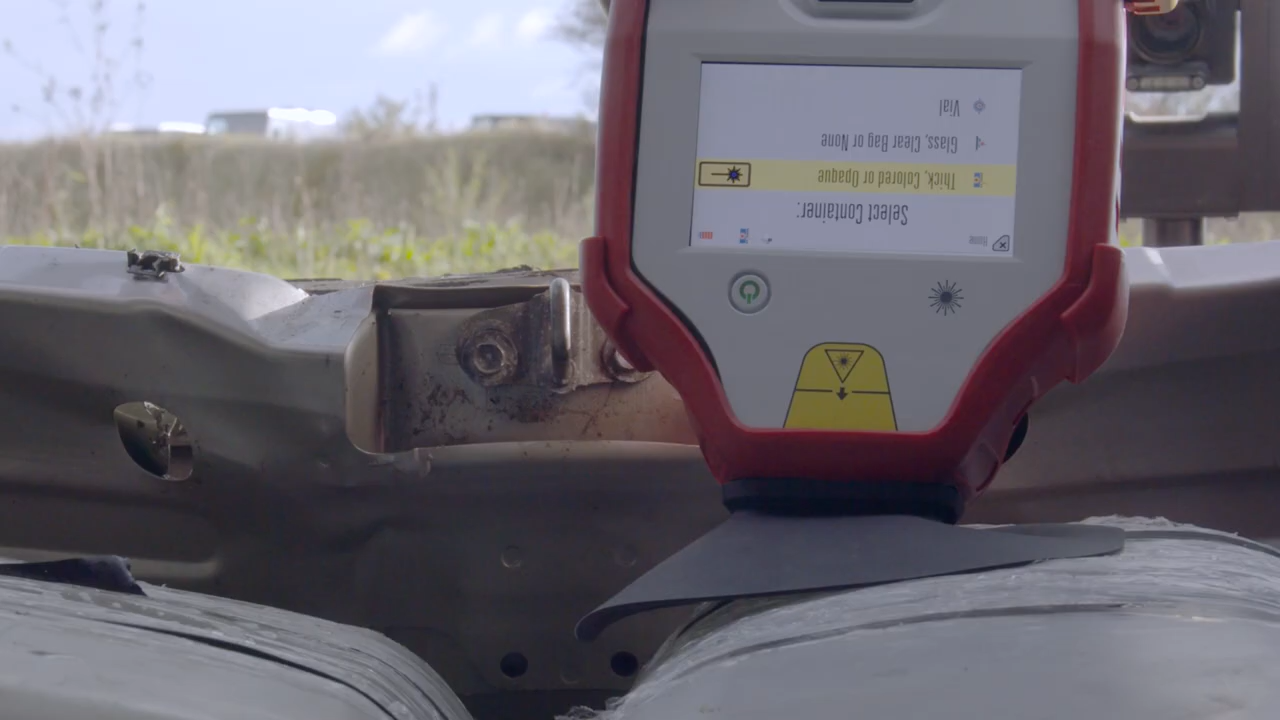 Select Container:
Thick, Colored or Opaque
Glass, Clear Bag or None
Vial